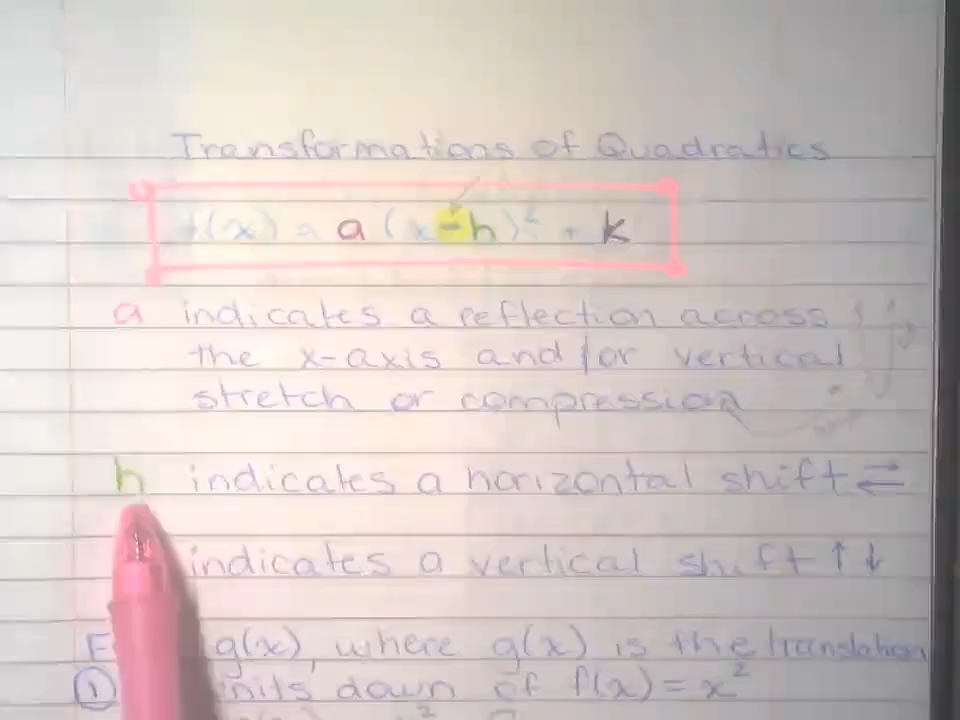 Transformations of Quadratics
f(x) = a (x-h)² + k
a indicates a reflection across
the x-axis and/or vertical
stretch or compression
h indicates a horizontal shift ⇄
indicates a vertical shift ↑↓
g(x), where g(x) is the translation
① units down of f(x) = x²